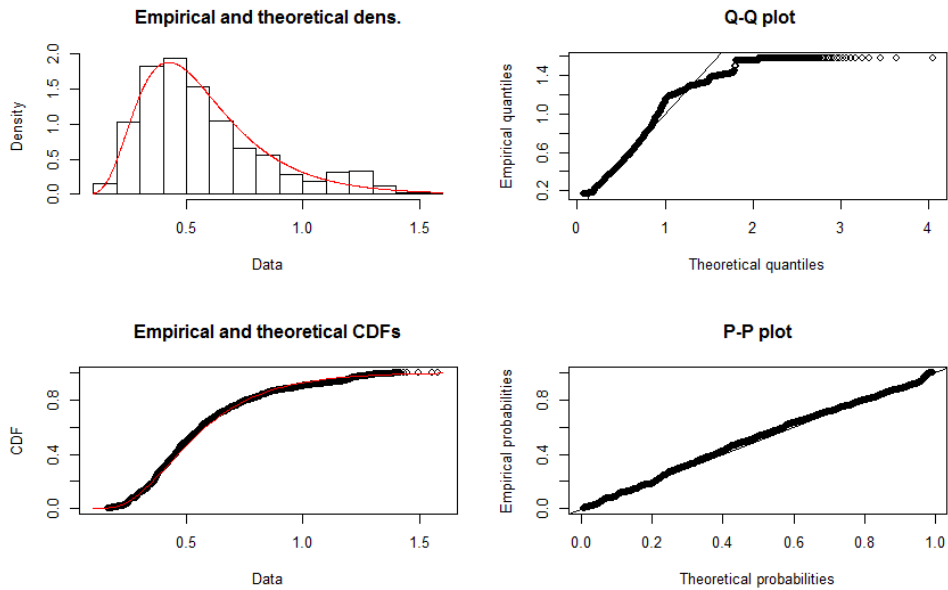 Empirical and theoretical dens.
Density
0.0 0.5 1.0 1.5 2.0
0.5 1.0 1.5
Data
Q-Q plot
Empirical quantiles
0.2 0.6 1.0 1.4
0 1 2 3 4
Theoretical quantiles
Empirical and theoretical CDFs
CDF
0.0 0.4 0.8
0.5 1.0 1.5
Data
P-P plot
Empirical probabilities
0.0 0.4 0.8
0.0 0.2 0.4 0.6 0.8 1.0
Theoretical probabilities